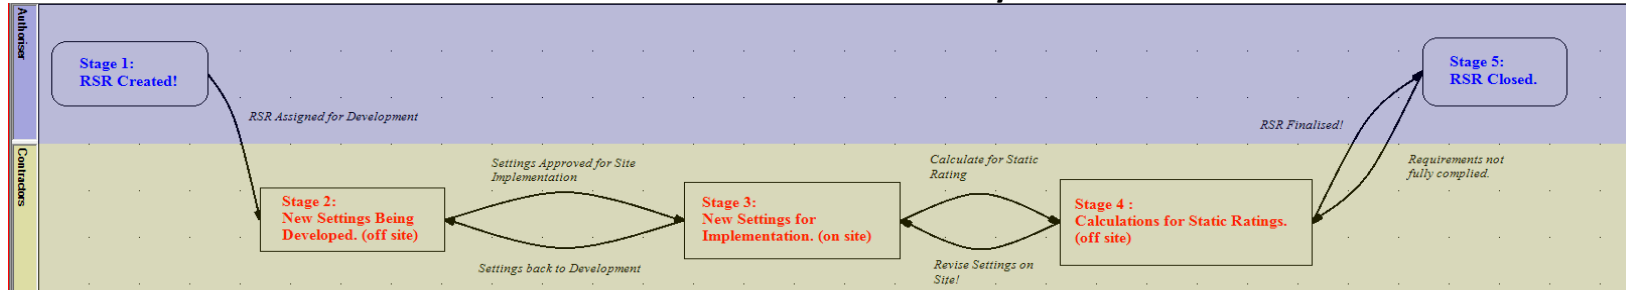 Authoriser
Stage 1:
RSR Created!
RSR Assigned for Development
Stage 5:
RSR Closed.
RSR Finalised!
Contractors
Stage 2:
New Settings Being
Developed. (off site)
Settings Approved for Site
Implementation
Settings back to Development
Stage 3:
New Settings for
Implementation. (on site)
Calculate for Static
Rating
Revise Settings on
Site!
Stage 4 :
Calculations for Static Ratings.
(off site)
Requirements not
fully complied.